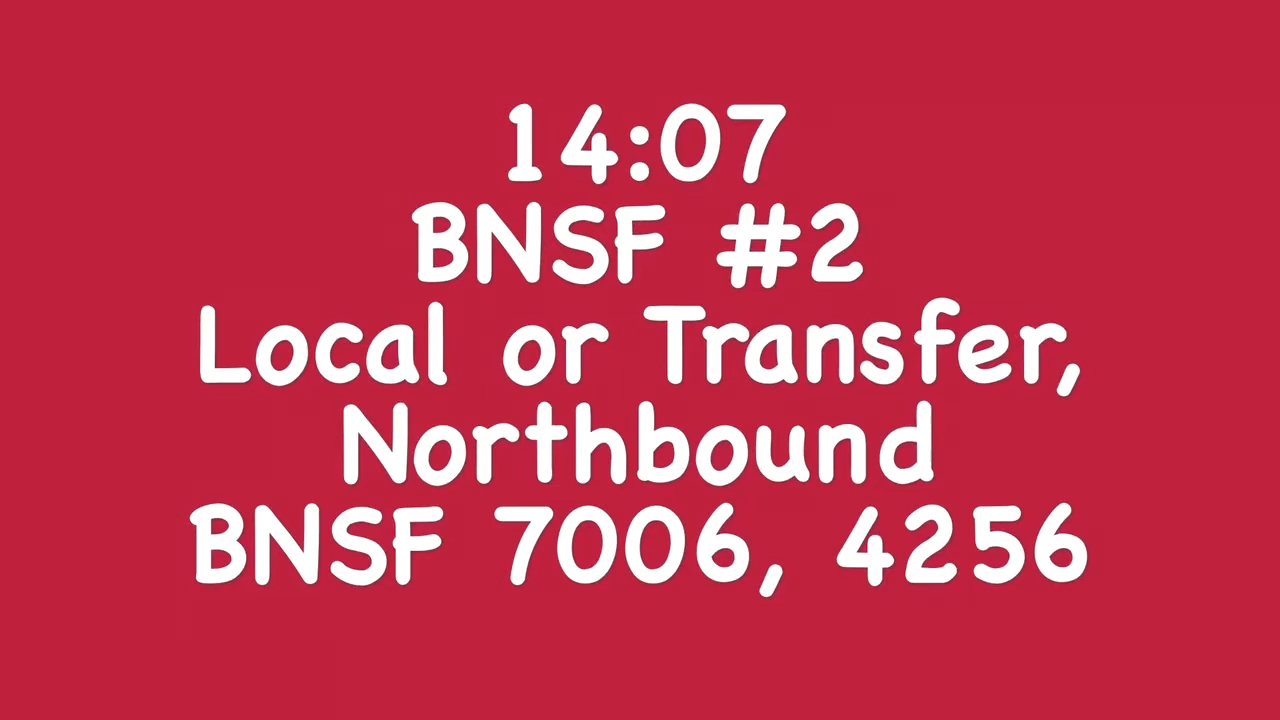 14:07
BNSF #2
Local or Transfer,
Northbound
BNSF 7006, 4256